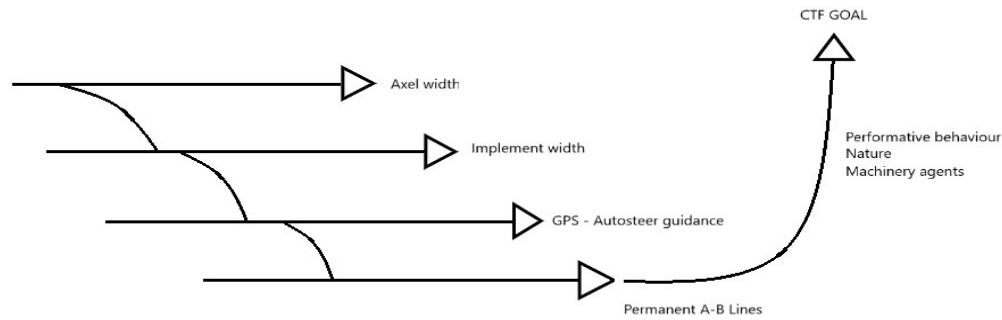 CTF GOAL
Axel width
Implement width
GPS - Autosteer guidance
Permanent A-B Lines
Performative behaviour
Nature
Machinery agents